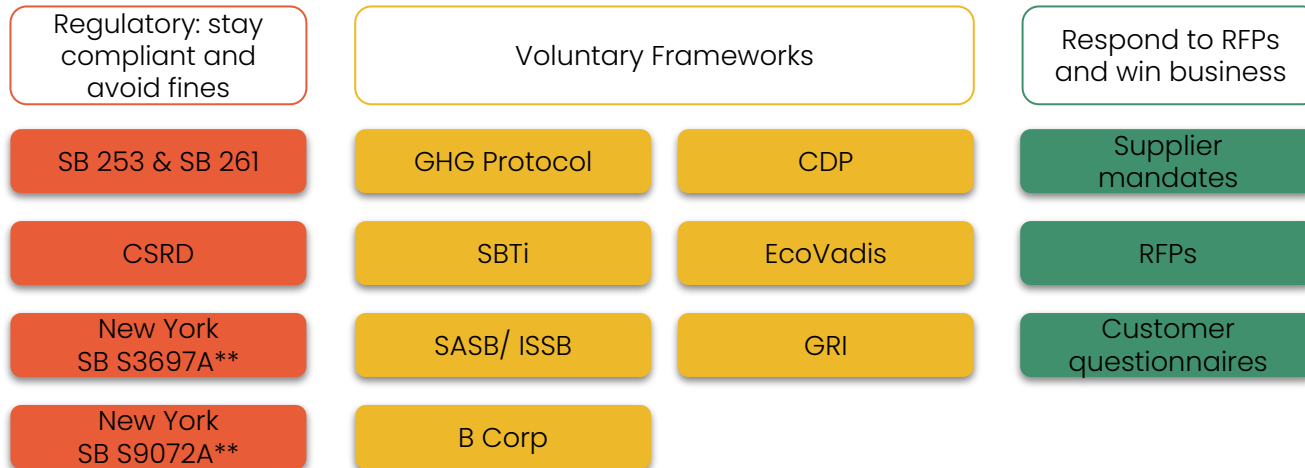 Regulatory: stay
compliant and
avoid fines
Voluntary Frameworks
Respond to RFPs
and win business
SB 253 & SB 261
GHG Protocol
CDP
Supplier
mandates
CSRD
SBTi
EcoVadis
RFPs
New York
SB S3697A**
SASB/ ISSB
GRI
Customer
questionnaires
New York
SB S9072A**
B Corp